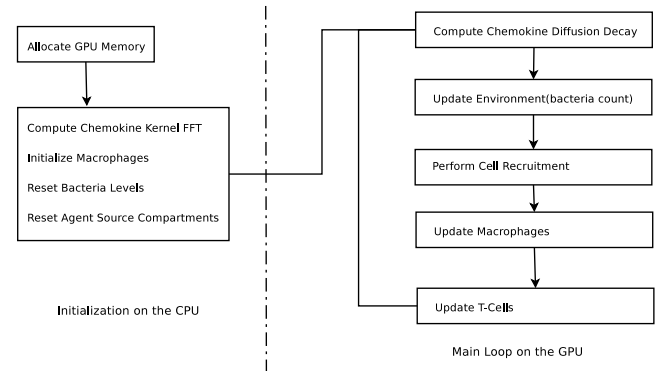 Allocate GPU Memory
Compute Chemokine Kernel FFT
Initialize Macrophages
Reset Bacteria Levels
Reset Agent Source Compartments
Initialization on the CPU
Compute Chemokine Diffusion Decay
Update Environment(bacteria count)
Perform Cell Recruitment
Update Macrophages
Update T-Cells
Main Loop on the GPU